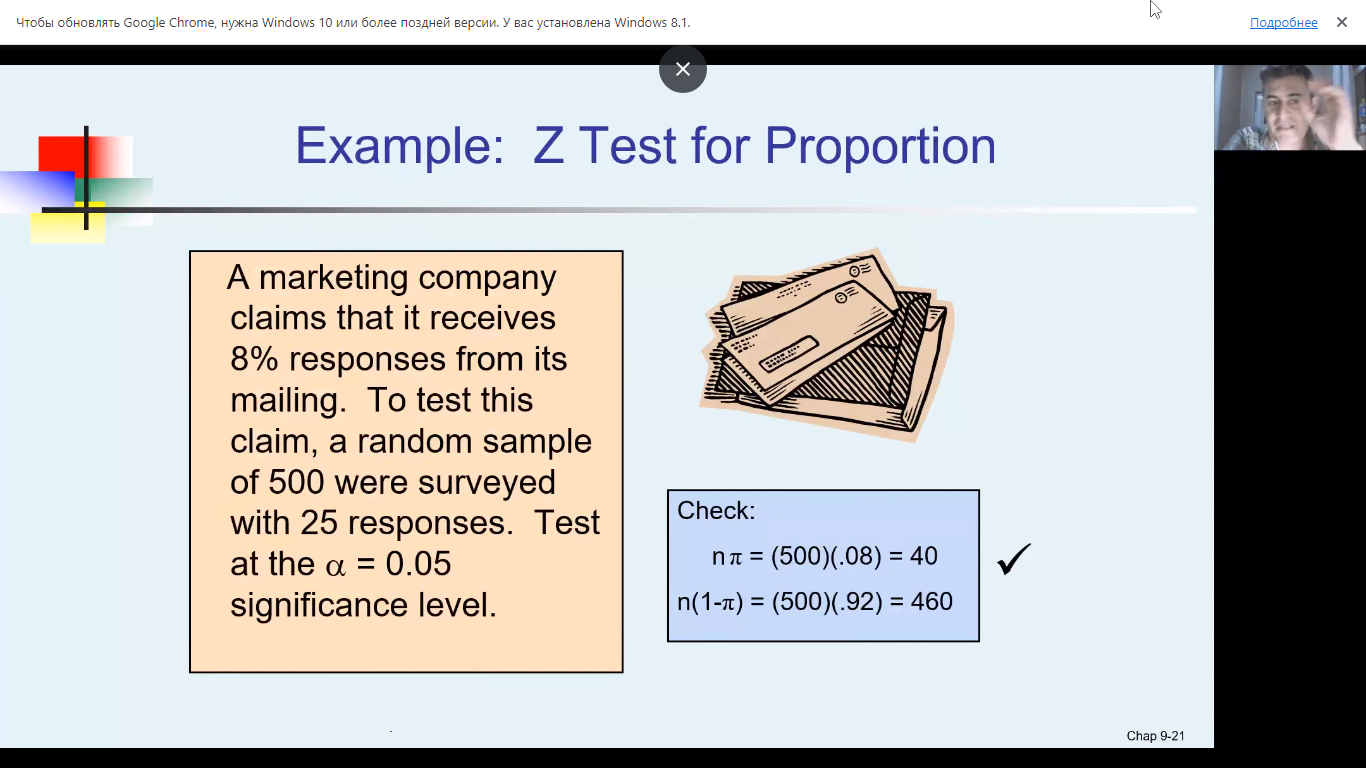 Чтобы обновлять Google Chrome, нужна Windows 10 или более поздней версии. У вас установлена Windows 8.1.
Подробнее
Example: Z Test for Proportion
A marketing company
claims that it receives
8% responses from its
mailing. To test this
claim, a random sample
of 500 were surveyed
with 25 responses. Test
at the α = 0.05
significance level.
Check:
n π = (500)(.08) = 40
n(1-π) = (500)(.92) = 460
Chap 9-21